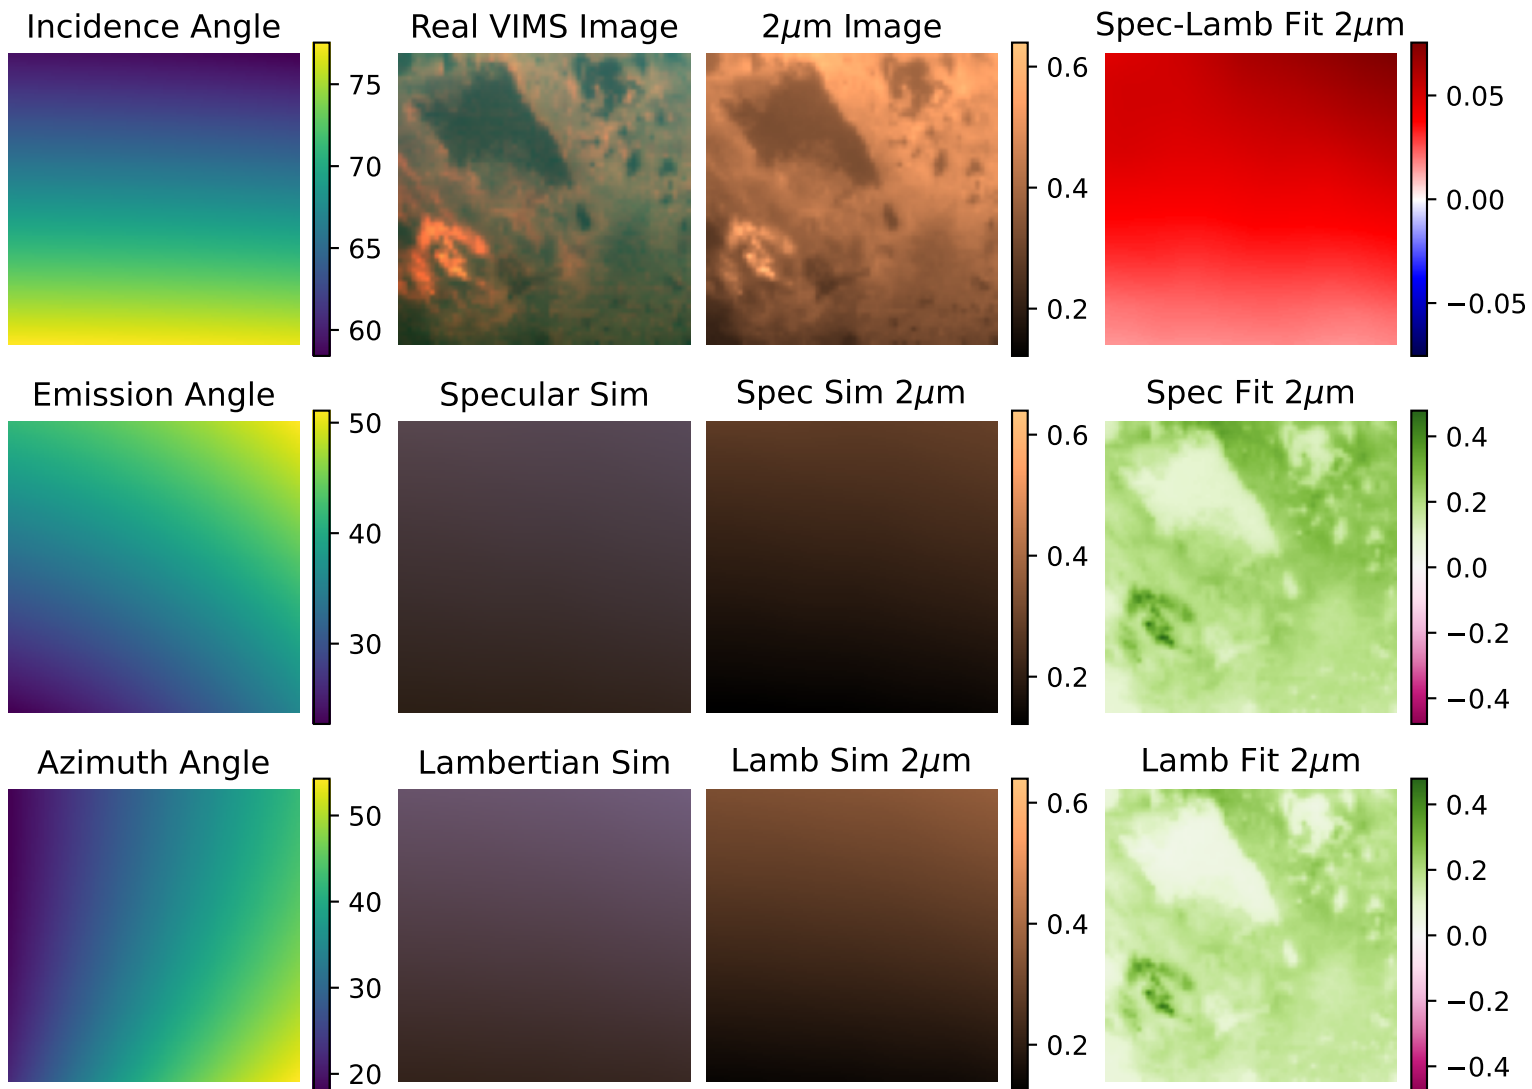 Incidence Angle
Real VIMS Image
2μm Image
Spec-Lamb Fit 2μm
75
70
65
60
0.6
0.4
0.2
0.05
0.00
−0.05
Emission Angle
Specular Sim
Spec Sim 2μm
Spec Fit 2μm
50
40
30
0.6
0.4
0.2
0.4
0.2
0.0
−0.2
−0.4
Azimuth Angle
Lambertian Sim
Lamb Sim 2μm
Lamb Fit 2μm
50
40
30
20
0.6
0.4
0.2
0.4
0.2
0.0
−0.2
−0.4